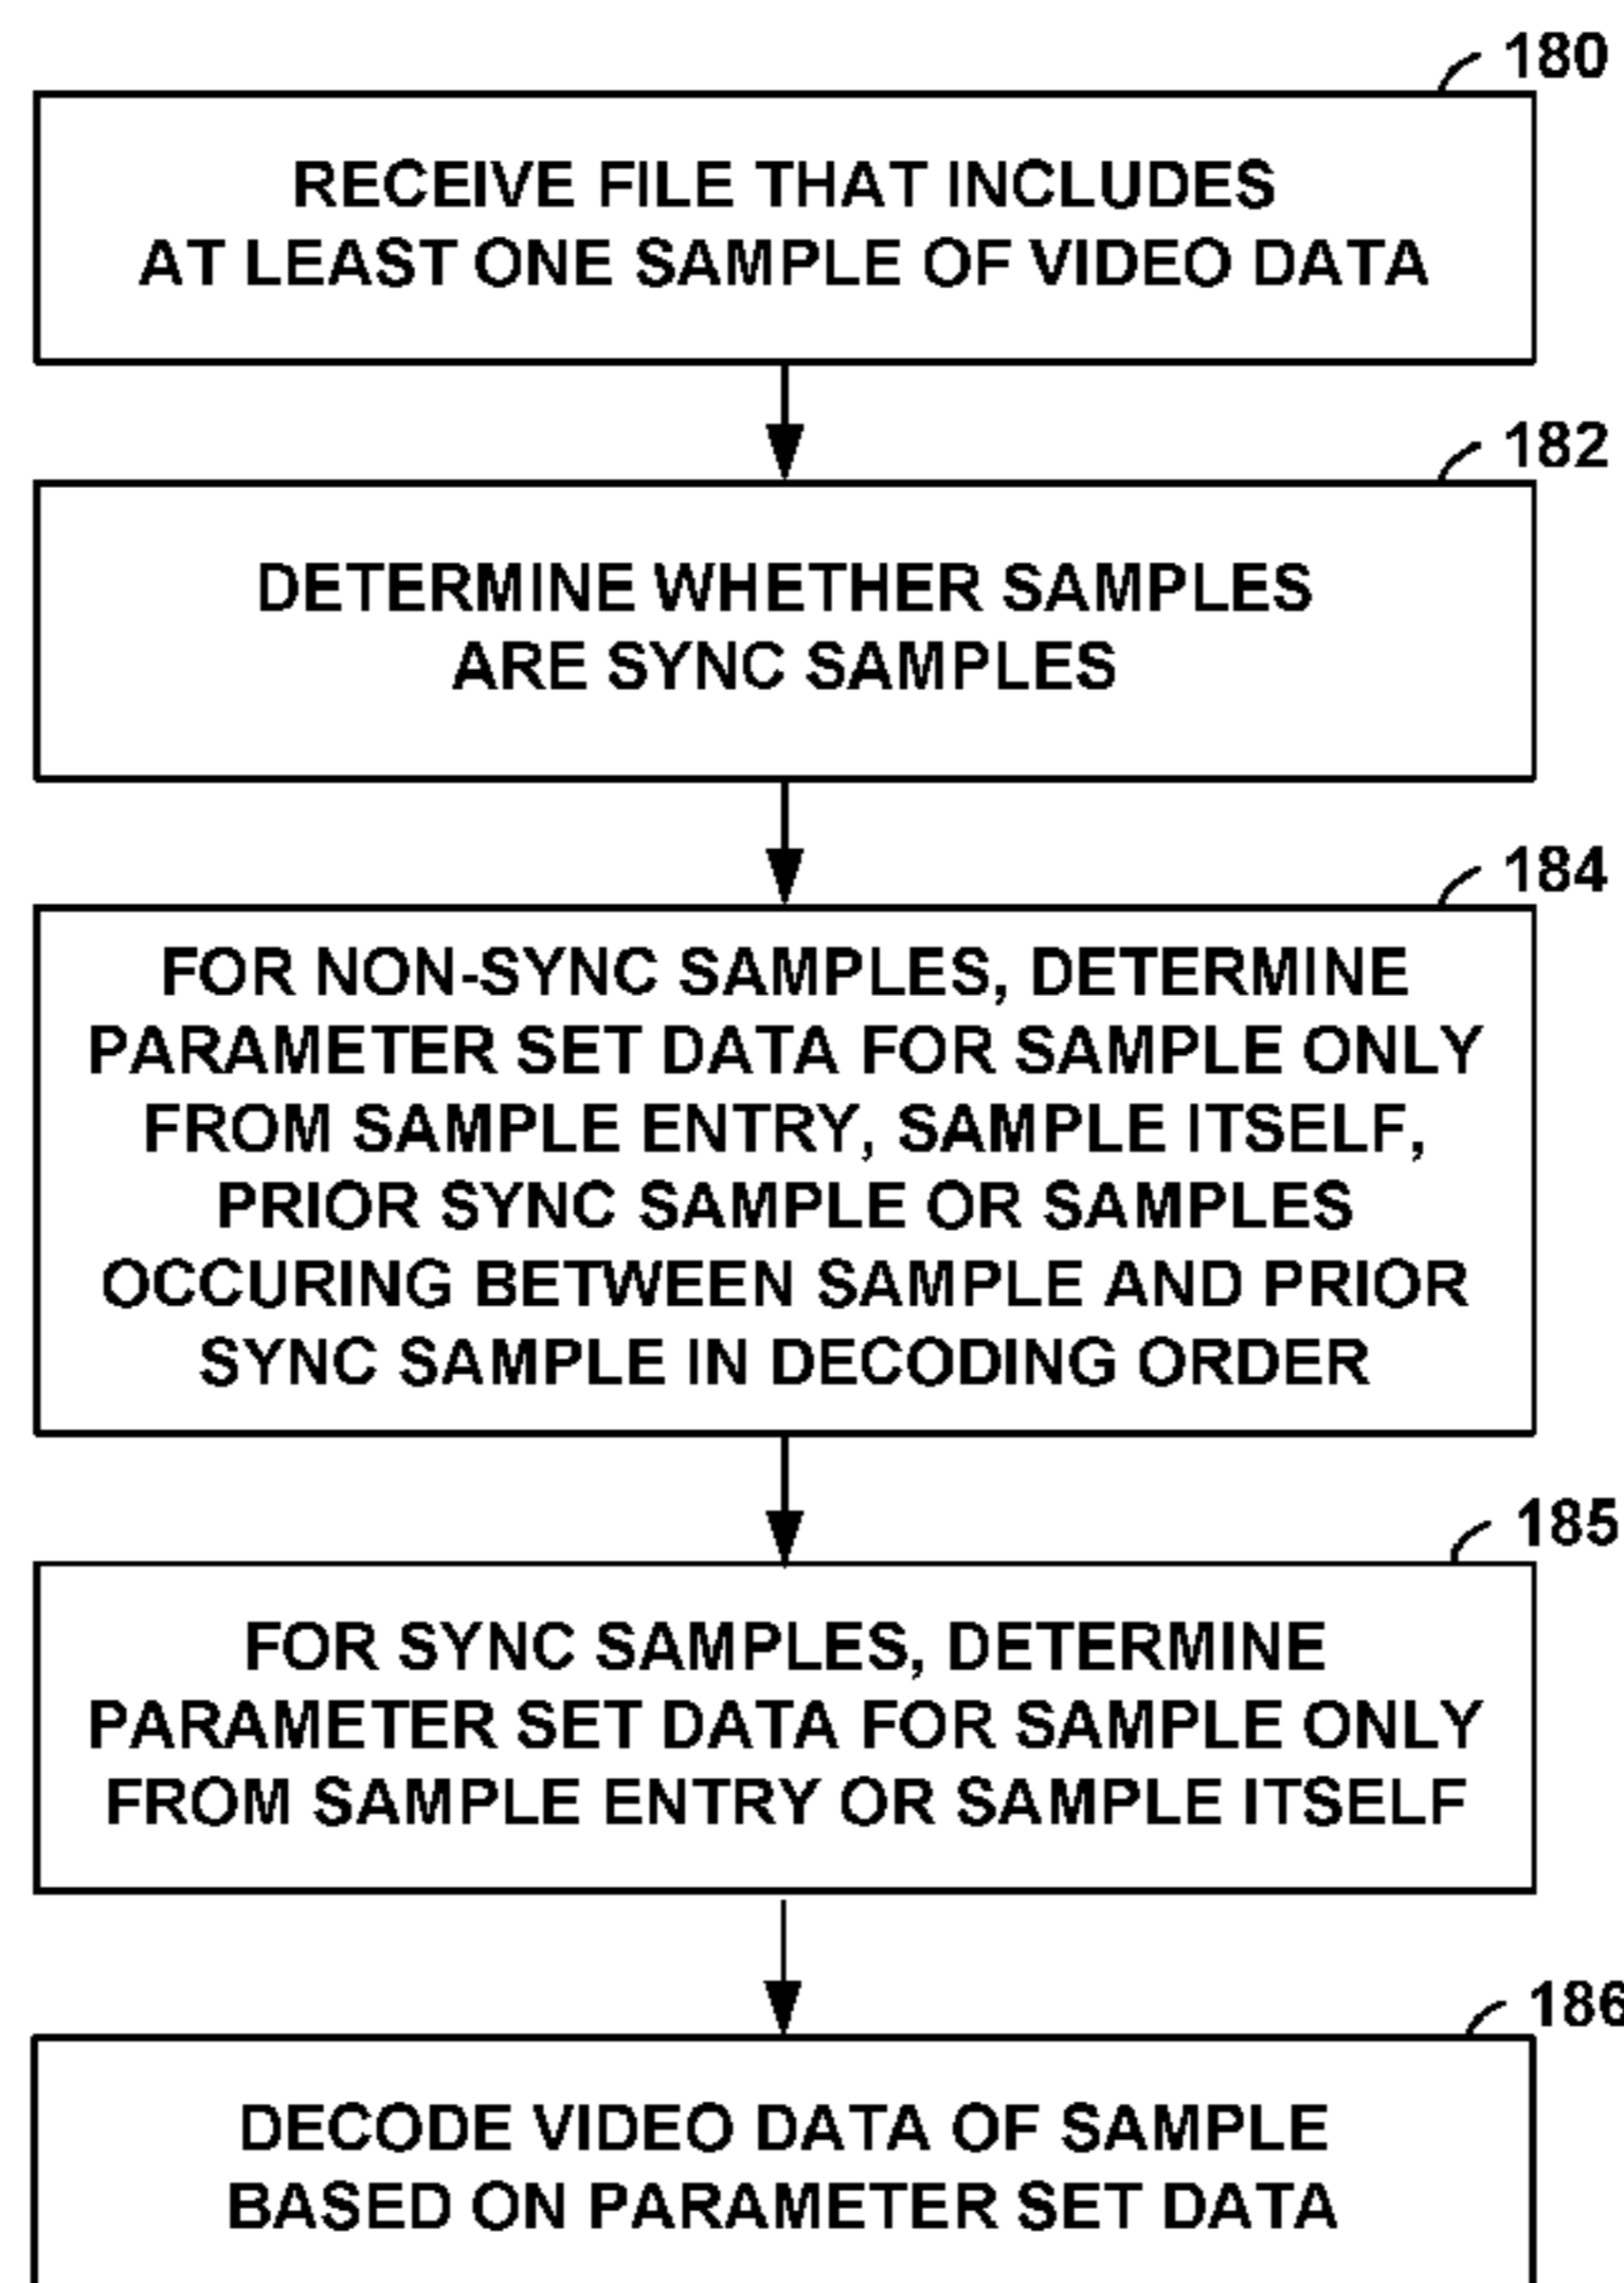 180
RECEIVE FILE THAT INCLUDES
AT LEAST ONE SAMPLE OF VIDEO DATA
182
DETERMINE WHETHER SAMPLES
ARE SYNC SAMPLES
184
FOR NON-SYNC SAMPLES, DETERMINE
PARAMETER SET DATA FOR SAMPLE ONLY
FROM SAMPLE ENTRY, SAMPLE ITSELF,
PRIOR SYNC SAMPLE OR SAMPLES
OCCURING BETWEEN SAMPLE AND PRIOR
SYNC SAMPLE IN DECODING ORDER
185
FOR SYNC SAMPLES, DETERMINE
PARAMETER SET DATA FOR SAMPLE ONLY
FROM SAMPLE ENTRY OR SAMPLE ITSELF
186
DECODE VIDEO DATA OF SAMPLE
BASED ON PARAMETER SET DATA